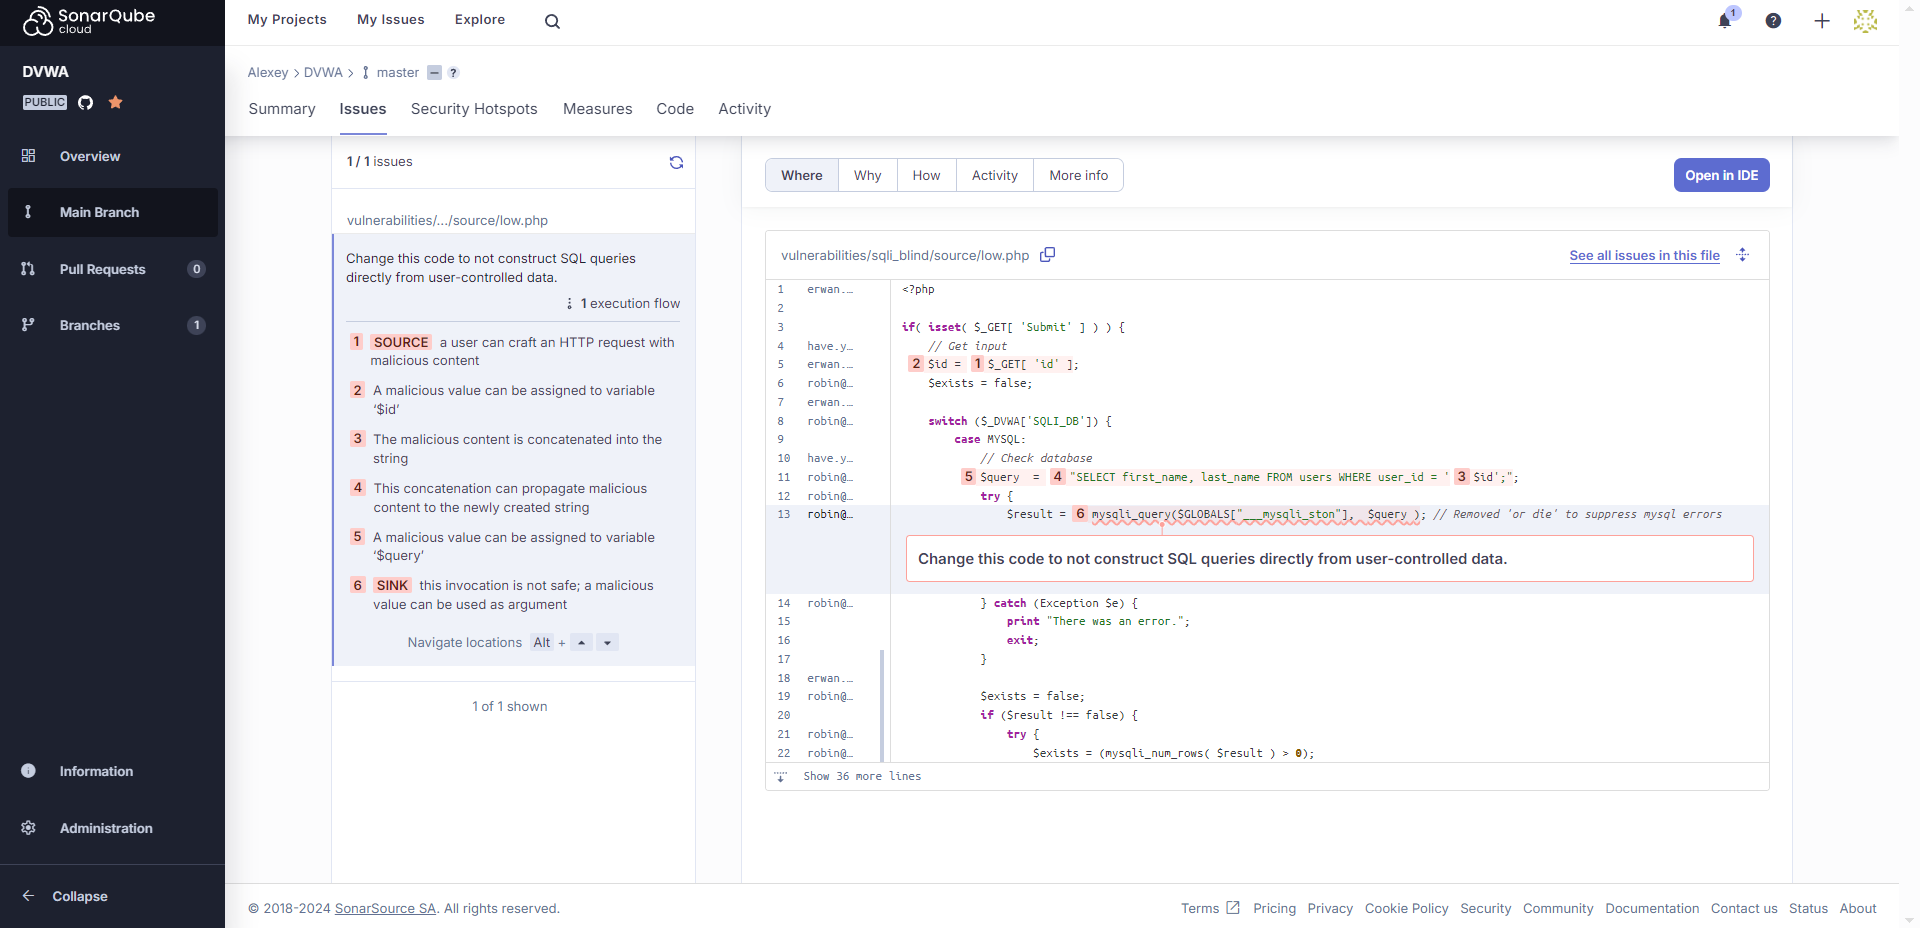 SonarQube
cloud
My Projects
My Issues
Explore
1
?
DVWA
PUBLIC
Overview
Main Branch
Pull Requests 0
Branches 1
Information
Administration
Collapse
Alexey > DVWA > master ?
Summary
Issues
Security Hotspots
Measures
Code
Activity
1 / 1 issues
vulnerabilities/.../source/low.php
Change this code to not construct SQL queries
directly from user-controlled data.
1 execution flow
1 SOURCE a user can craft an HTTP request with
malicious content
2 A malicious value can be assigned to variable
‘$id’
3 The malicious content is concatenated into the
string
4 This concatenation can propagate malicious
content to the newly created string
5 A malicious value can be assigned to variable
‘$query’
6 SINK this invocation is not safe; a malicious
value can be used as argument
Navigate locations Alt +
1 of 1 shown
Where
Why
How
Activity
More info
Open in IDE
vulnerabilities/sqli_blind/source/low.php
See all issues in this file
1 erwan.… <?php
2
3 if( isset( $_GET[ 'Submit' ] ) ) {
4 have.y… // Get input
5 erwan.… 2 $id = 1 $_GET[ 'id' ];
6 robin@… $exists = false;
7 erwan.…
8 robin@… switch ($_DVWA['SQLI_DB']) {
9 case MYSQL:
10 have.y… // Check database
11 robin@… 5 $query  = 4 "SELECT first_name, last_name FROM users WHERE user_id = ' 3 $id';";
12 robin@… try {
13 robin@… $result = 6 mysqli_query($GLOBALS["___mysqli_ston"],  $query ); // Removed 'or die' to suppress mysql errors
Change this code to not construct SQL queries directly from user-controlled data.
14 robin@… } catch (Exception $e) {
15 print "There was an error.";
16 exit;
17 }
18 erwan.…
19 robin@… $exists = false;
20 if ($result !== false) {
21 robin@… try {
22 robin@… $exists = (mysqli_num_rows( $result ) > 0);
Show 36 more lines
© 2018-2024 SonarSource SA. All rights reserved.
Terms Pricing Privacy Cookie Policy Security Community Documentation Contact us Status About